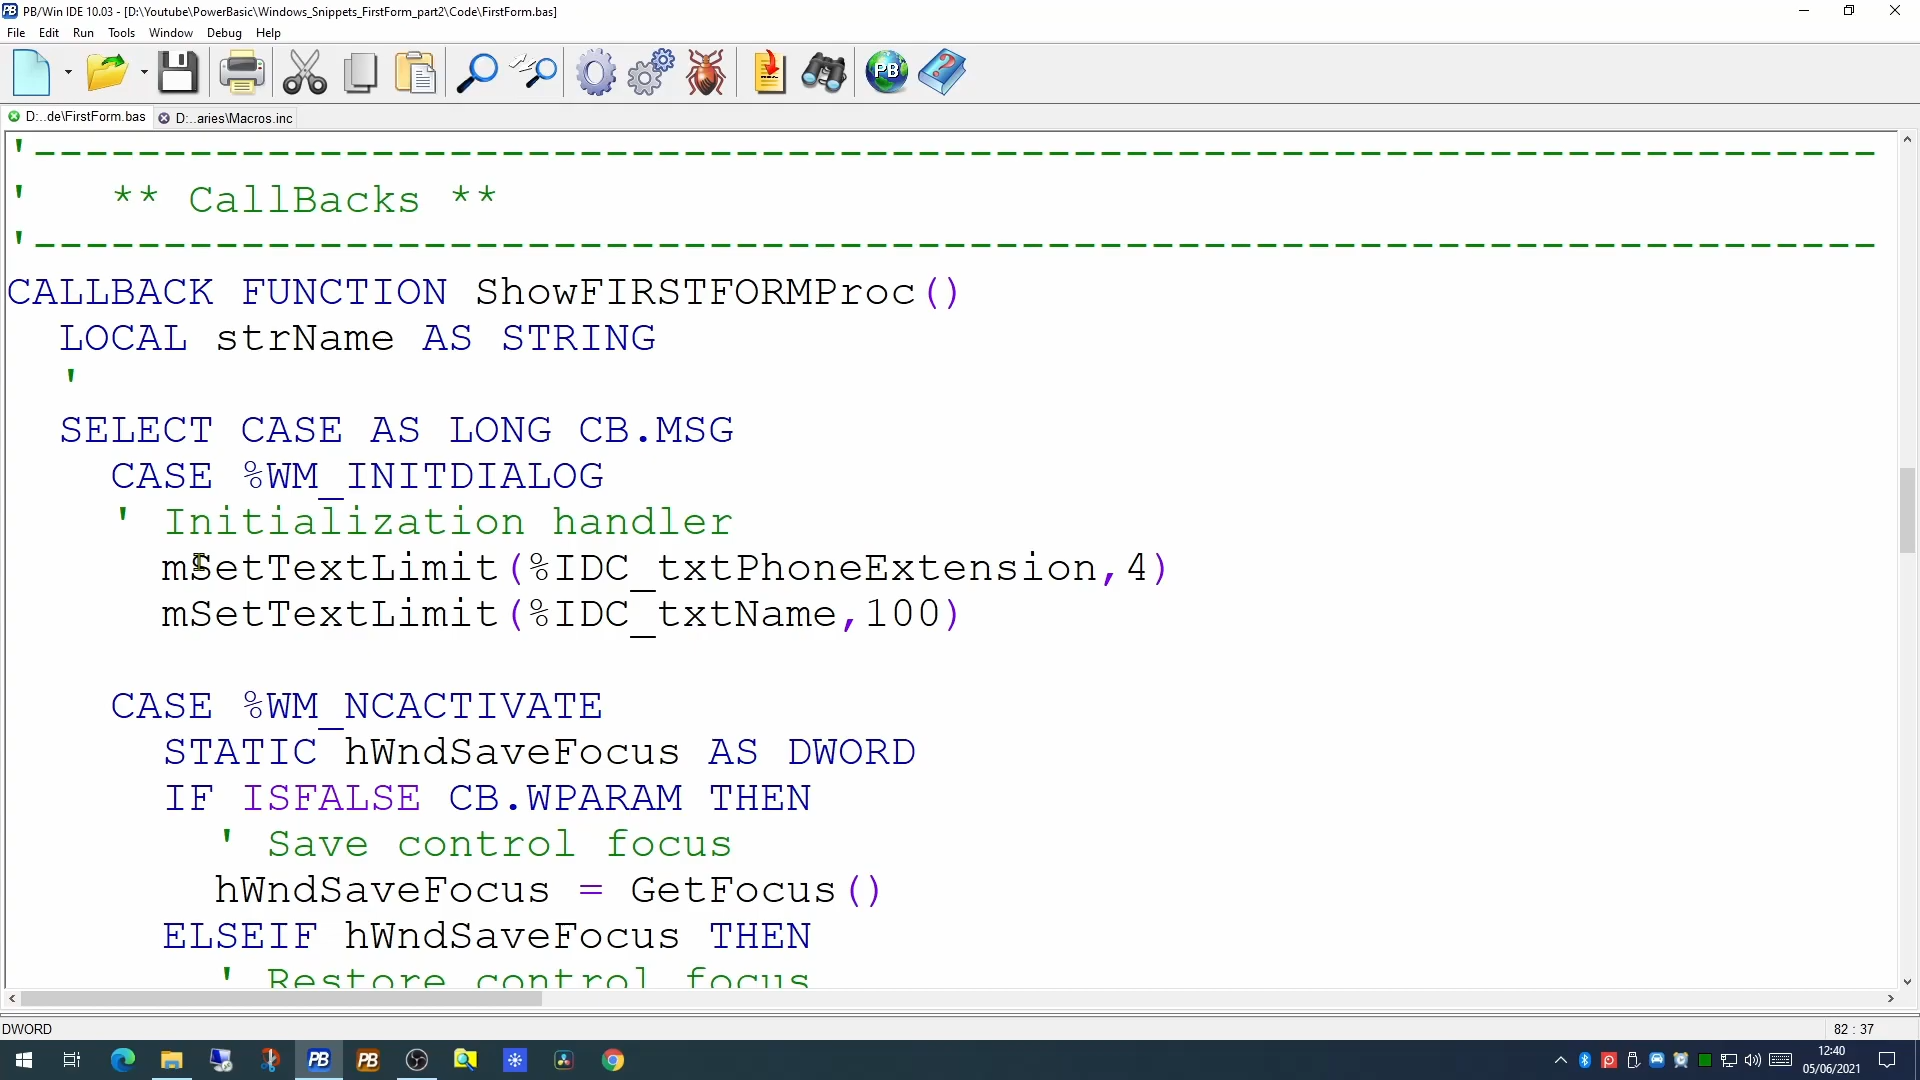 PB/Win IDE 10.03 - [D:\Youtube\PowerBasic\Windows_Snippets_FirstForm_part2\Code\FirstForm.bas]
File Edit Run Tools Window Debug Help
D:..de\FirstForm.bas D:..aries\Macros.inc
'------------------------------------------------------------------------
'   ** CallBacks **
'------------------------------------------------------------------------
CALLBACK FUNCTION ShowFIRSTFORMProc()
  LOCAL strName AS STRING
  '
  SELECT CASE AS LONG CB.MSG
    CASE %WM_INITDIALOG
    ' Initialization handler
      mSetTextLimit(%IDC_txtPhoneExtension,4)
      mSetTextLimit(%IDC_txtName,100)
    CASE %WM_NCACTIVATE
      STATIC hWndSaveFocus AS DWORD
      IF ISFALSE CB.WPARAM THEN
        ' Save control focus
        hWndSaveFocus = GetFocus()
      ELSEIF hWndSaveFocus THEN
        ' Restore control focus
DWORD 82 : 37
12:40
05/06/2021